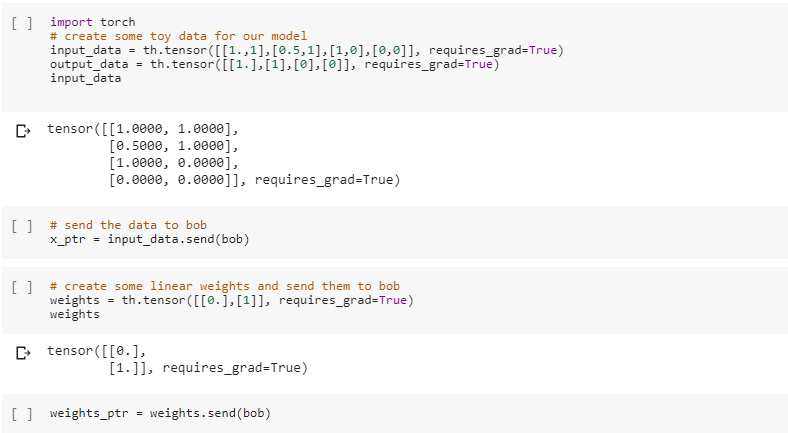 [ ] import torch
# create some toy data for our model
input_data = th.tensor([[1.,1],[0.5,1],[1,0],[0,0]], requires_grad=True)
output_data = th.tensor([[1.],[1],[0],[0]], requires_grad=True)
input_data
tensor([[1.0000, 1.0000],
[0.5000, 1.0000],
[1.0000, 0.0000],
[0.0000, 0.0000]], requires_grad=True)
[ ] # send the data to bob
x_ptr = input_data.send(bob)
[ ] # create some linear weights and send them to bob
weights = th.tensor([[0.],[1]], requires_grad=True)
weights
tensor([[0.],
[1.]], requires_grad=True)
[ ] weights_ptr = weights.send(bob)